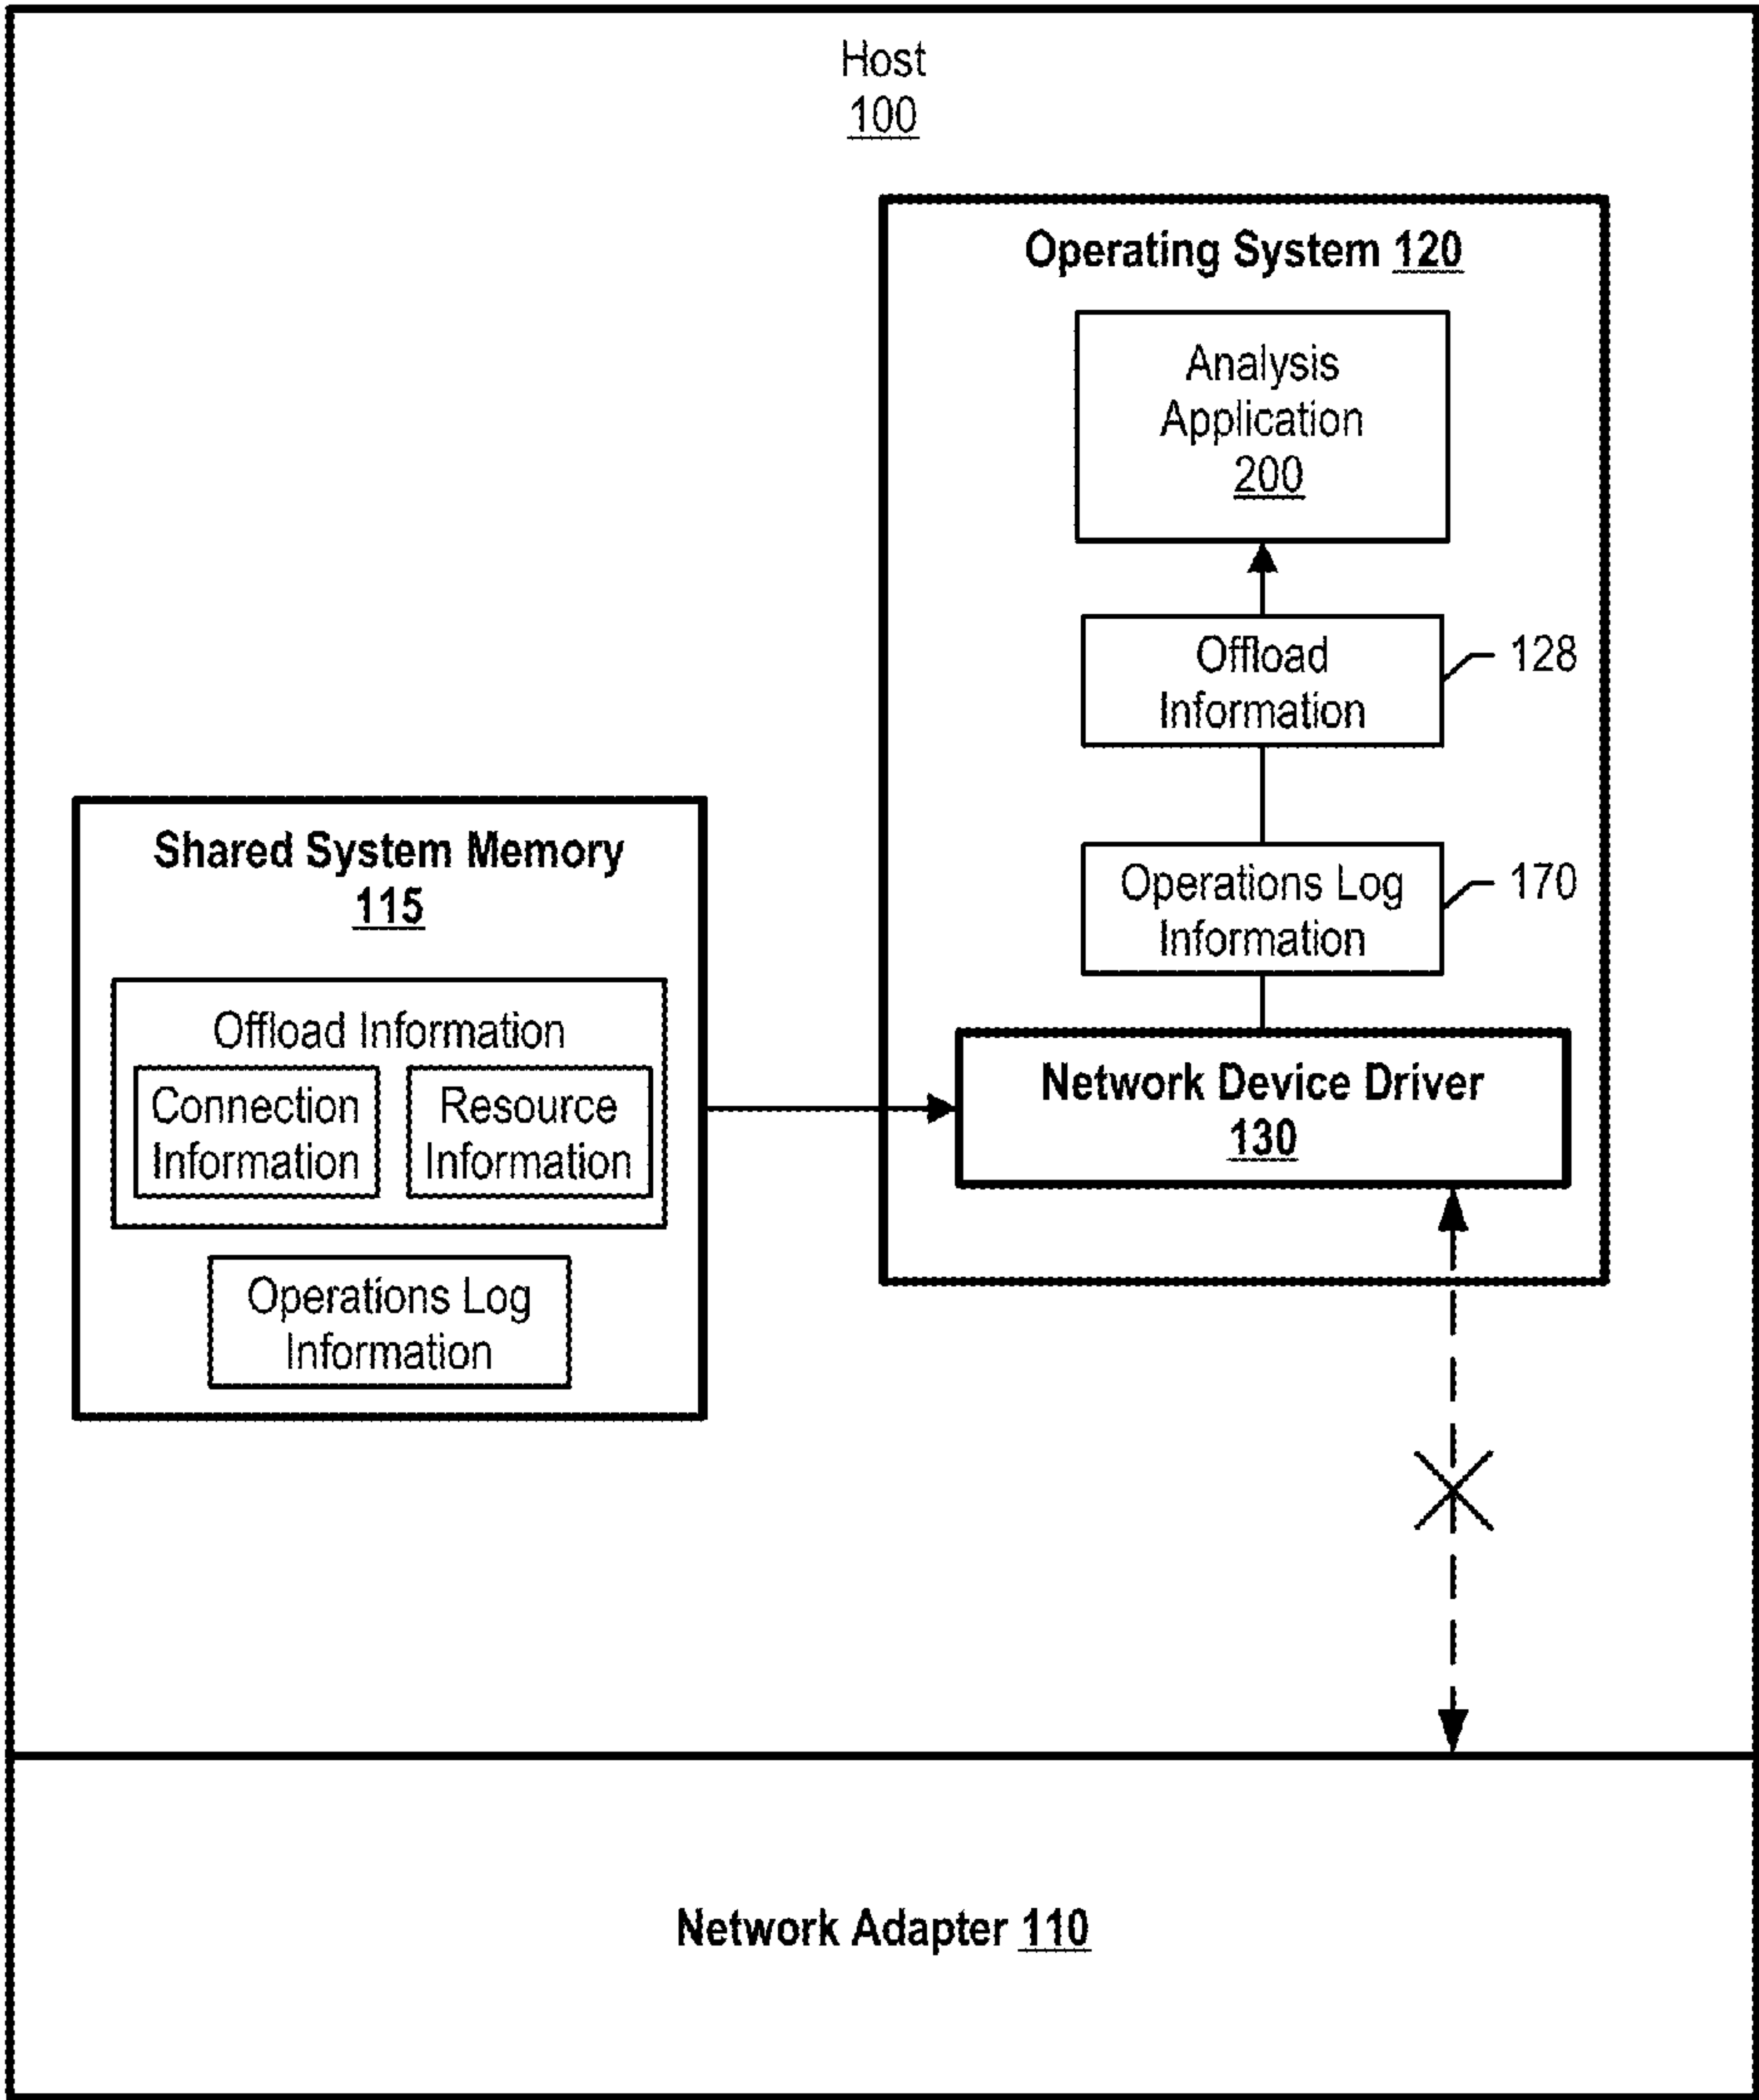 Host
100
Operating System 120
Analysis
Application
200
Offload
Information
128
Operations Log
Information
170
Network Device Driver
130
Shared System Memory
115
Offload Information
Connection
Information
Resource
Information
Operations Log
Information
Network Adapter 110